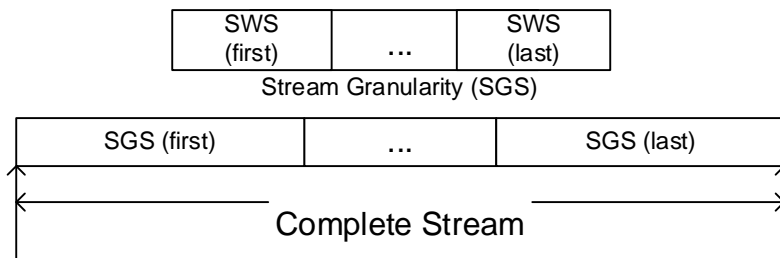 SWS (first) ... SWS (last)
Stream Granularity (SGS)
SGS (first) ... SGS (last)
Complete Stream